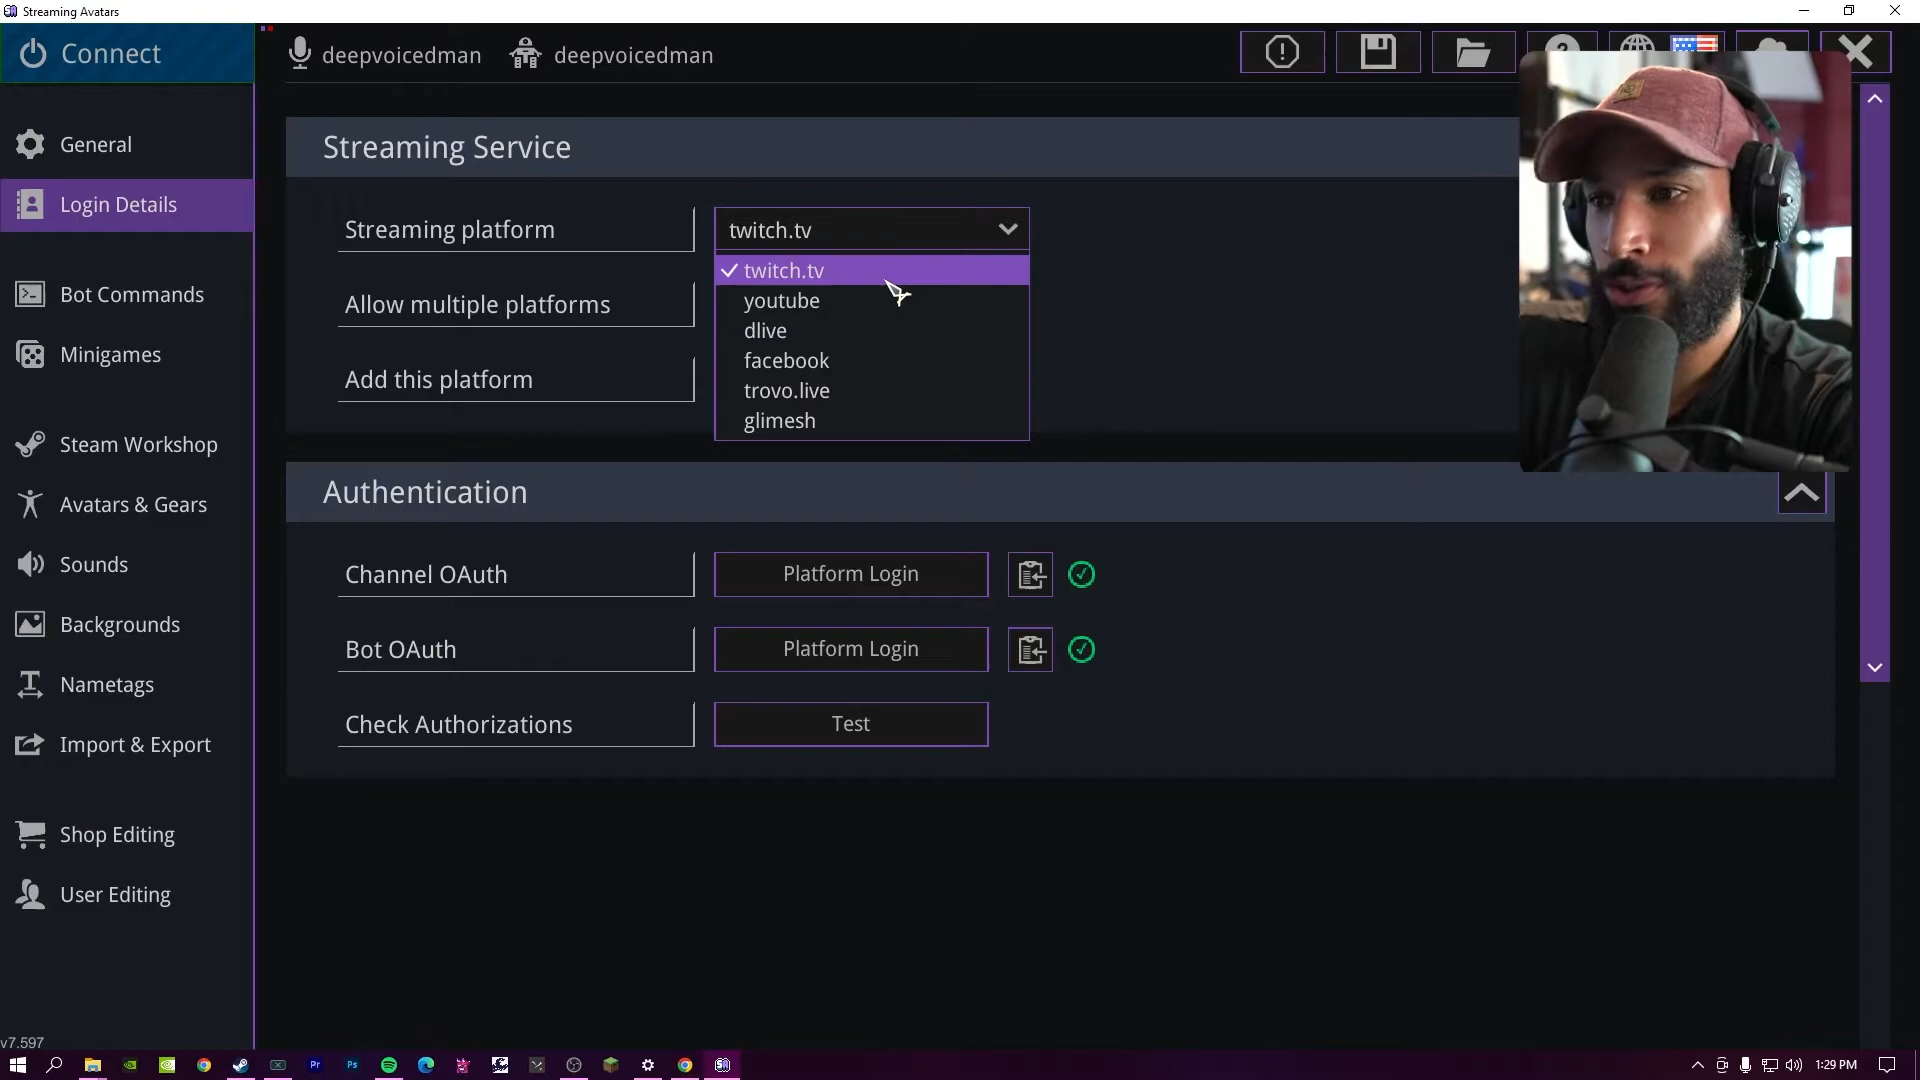 Streaming Avatars
Connect
deepvoicedman
deepvoicedman
General
Login Details
Bot Commands
Minigames
Steam Workshop
Avatars & Gears
Sounds
Backgrounds
Nametags
Import & Export
Shop Editing
User Editing
v7.597
Streaming Service
Streaming platform
twitch.tv
twitch.tv
youtube
dlive
facebook
trovo.live
glimesh
Allow multiple platforms
Add this platform
Authentication
Channel OAuth
Platform Login
Bot OAuth
Platform Login
Check Authorizations
Test
Pr
Ps
1:29 PM